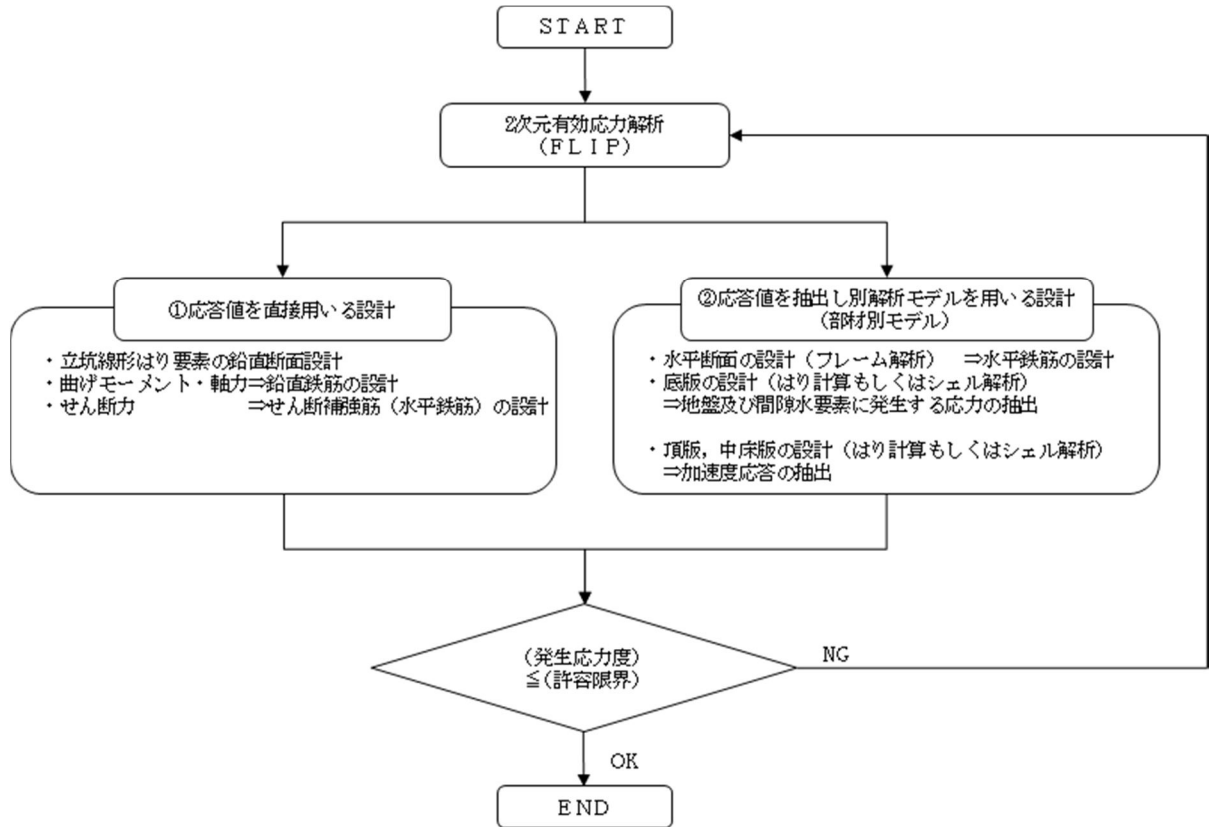 ＳＴＡＲＴ
2次元有効応力解析
（ＦＬＩＰ）
①応答値を直接用いる設計
・立坑線形はり要素の鉛直断面設計
・曲げモーメント・軸力⇒鉛直鉄筋の設計
・せん断力　　　　　　　⇒せん断補強筋（水平鉄筋）の設計
②応答値を抽出し別解析モデルを用いる設計
（部材別モデル）
・水平断面の設計（フレーム解析）　⇒水平鉄筋の設計
・底版の設計（はり計算もしくはシェル解析）
⇒地盤及び間隙水要素に発生する応力の抽出
・頂版，中床版の設計（はり計算もしくはシェル解析）
⇒加速度応答の抽出
（発生応力度）
≦（許容限界）
NG
OK
ＥＮＤ